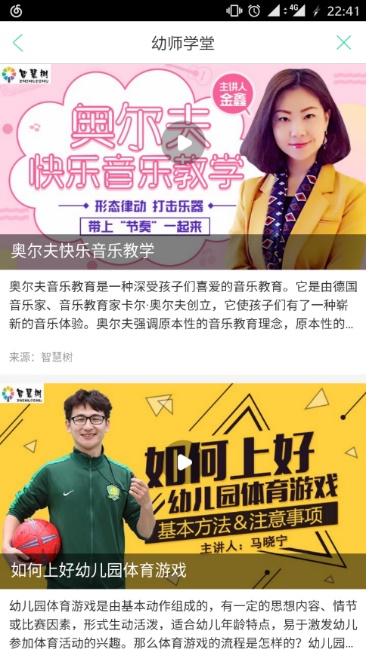 4G 22:41
幼师学堂
智慧树
主讲人
金鑫
奥尔夫
快乐音乐教学
形态律动 打击乐器
带上“节奏”一起来
奥尔夫快乐音乐教学
奥尔夫音乐教育是一种深受孩子们喜爱的音乐教育。它是由德国
音乐家、音乐教育家卡尔·奥尔夫创立，它使孩子们有了一种崭
新的音乐体验。奥尔夫强调原本性的音乐教育理念，原本性的...
来源：智慧树
智慧树
如何上好
幼儿园体育游戏
基本方法&注意事项
主讲人：马晓宁
如何上好幼儿园体育游戏
幼儿园体育游戏是由基本动作组成的，有一定的思想内容、情节
或比赛因素，形式生动活泼，适合幼儿年龄特点，易于激发幼儿
参加体育活动的兴趣。那么体育游戏的流程是怎样的？幼儿园...